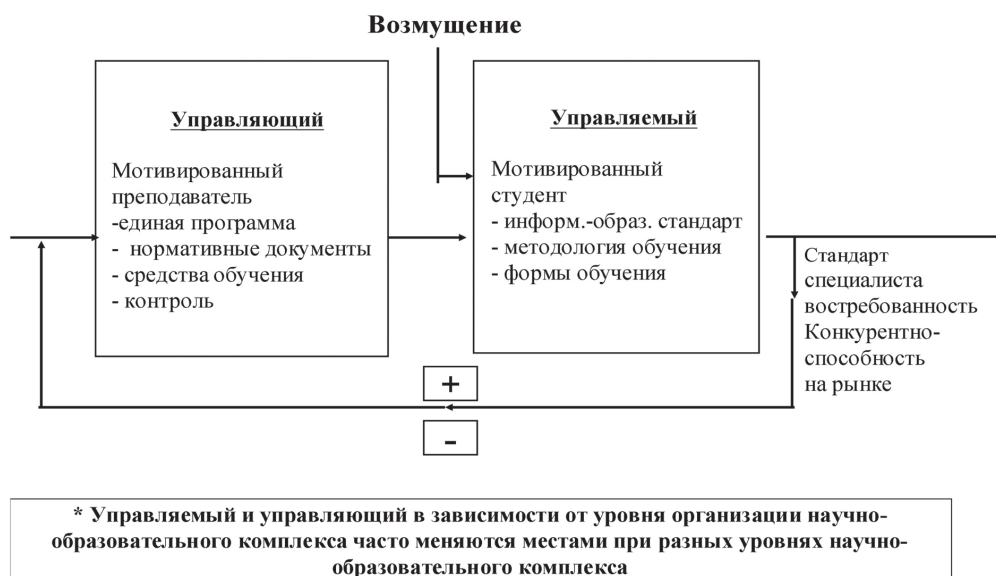 Возмущение
Управляющий
Мотивированный
преподаватель
-единая программа
- нормативные документы
- средства обучения
- контроль
Управляемый
Мотивированный
студент
- информ.-образ. стандарт
- методология обучения
- формы обучения
Стандарт
специалиста
востребованность
Конкурентно-
способность
на рынке
+
-
* Управляемый и управляющий в зависимости от уровня организации научно-
образовательного комплекса часто меняются местами при разных уровнях научно-
образовательного комплекса